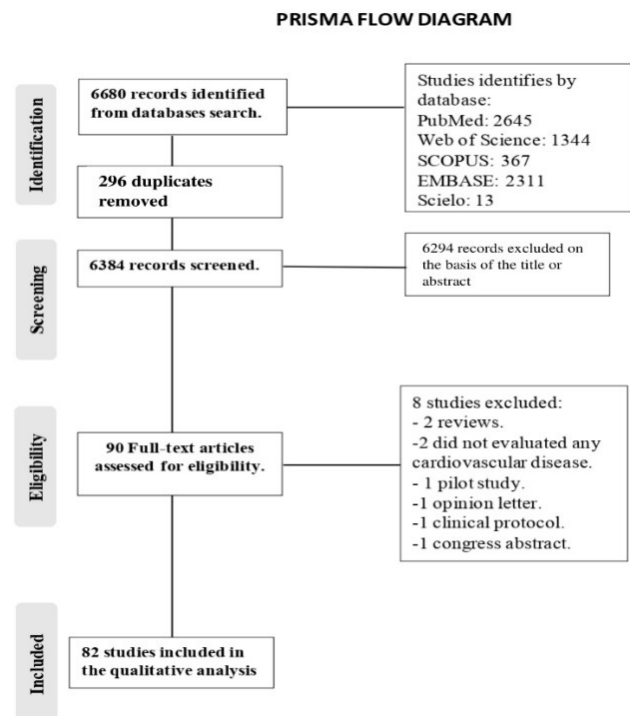 PRISMA FLOW DIAGRAM
Identification
6680 records identified
from databases search.
Studies identifies by
database:
PubMed: 2645
Web of Science: 1344
SCOPUS: 367
EMBASE: 2311
Scielo: 13
296 duplicates
removed
Screening
6384 records screened.
6294 records excluded on
the basis of the title or
abstract
Eligibility
90 Full-text articles
assessed for eligibility.
8 studies excluded:
- 2 reviews.
-2 did not evaluated any
cardiovascular disease.
- 1 pilot study.
-1 opinion letter.
-1 clinical protocol.
-1 congress abstract.
Included
82 studies included in
the qualitative analysis